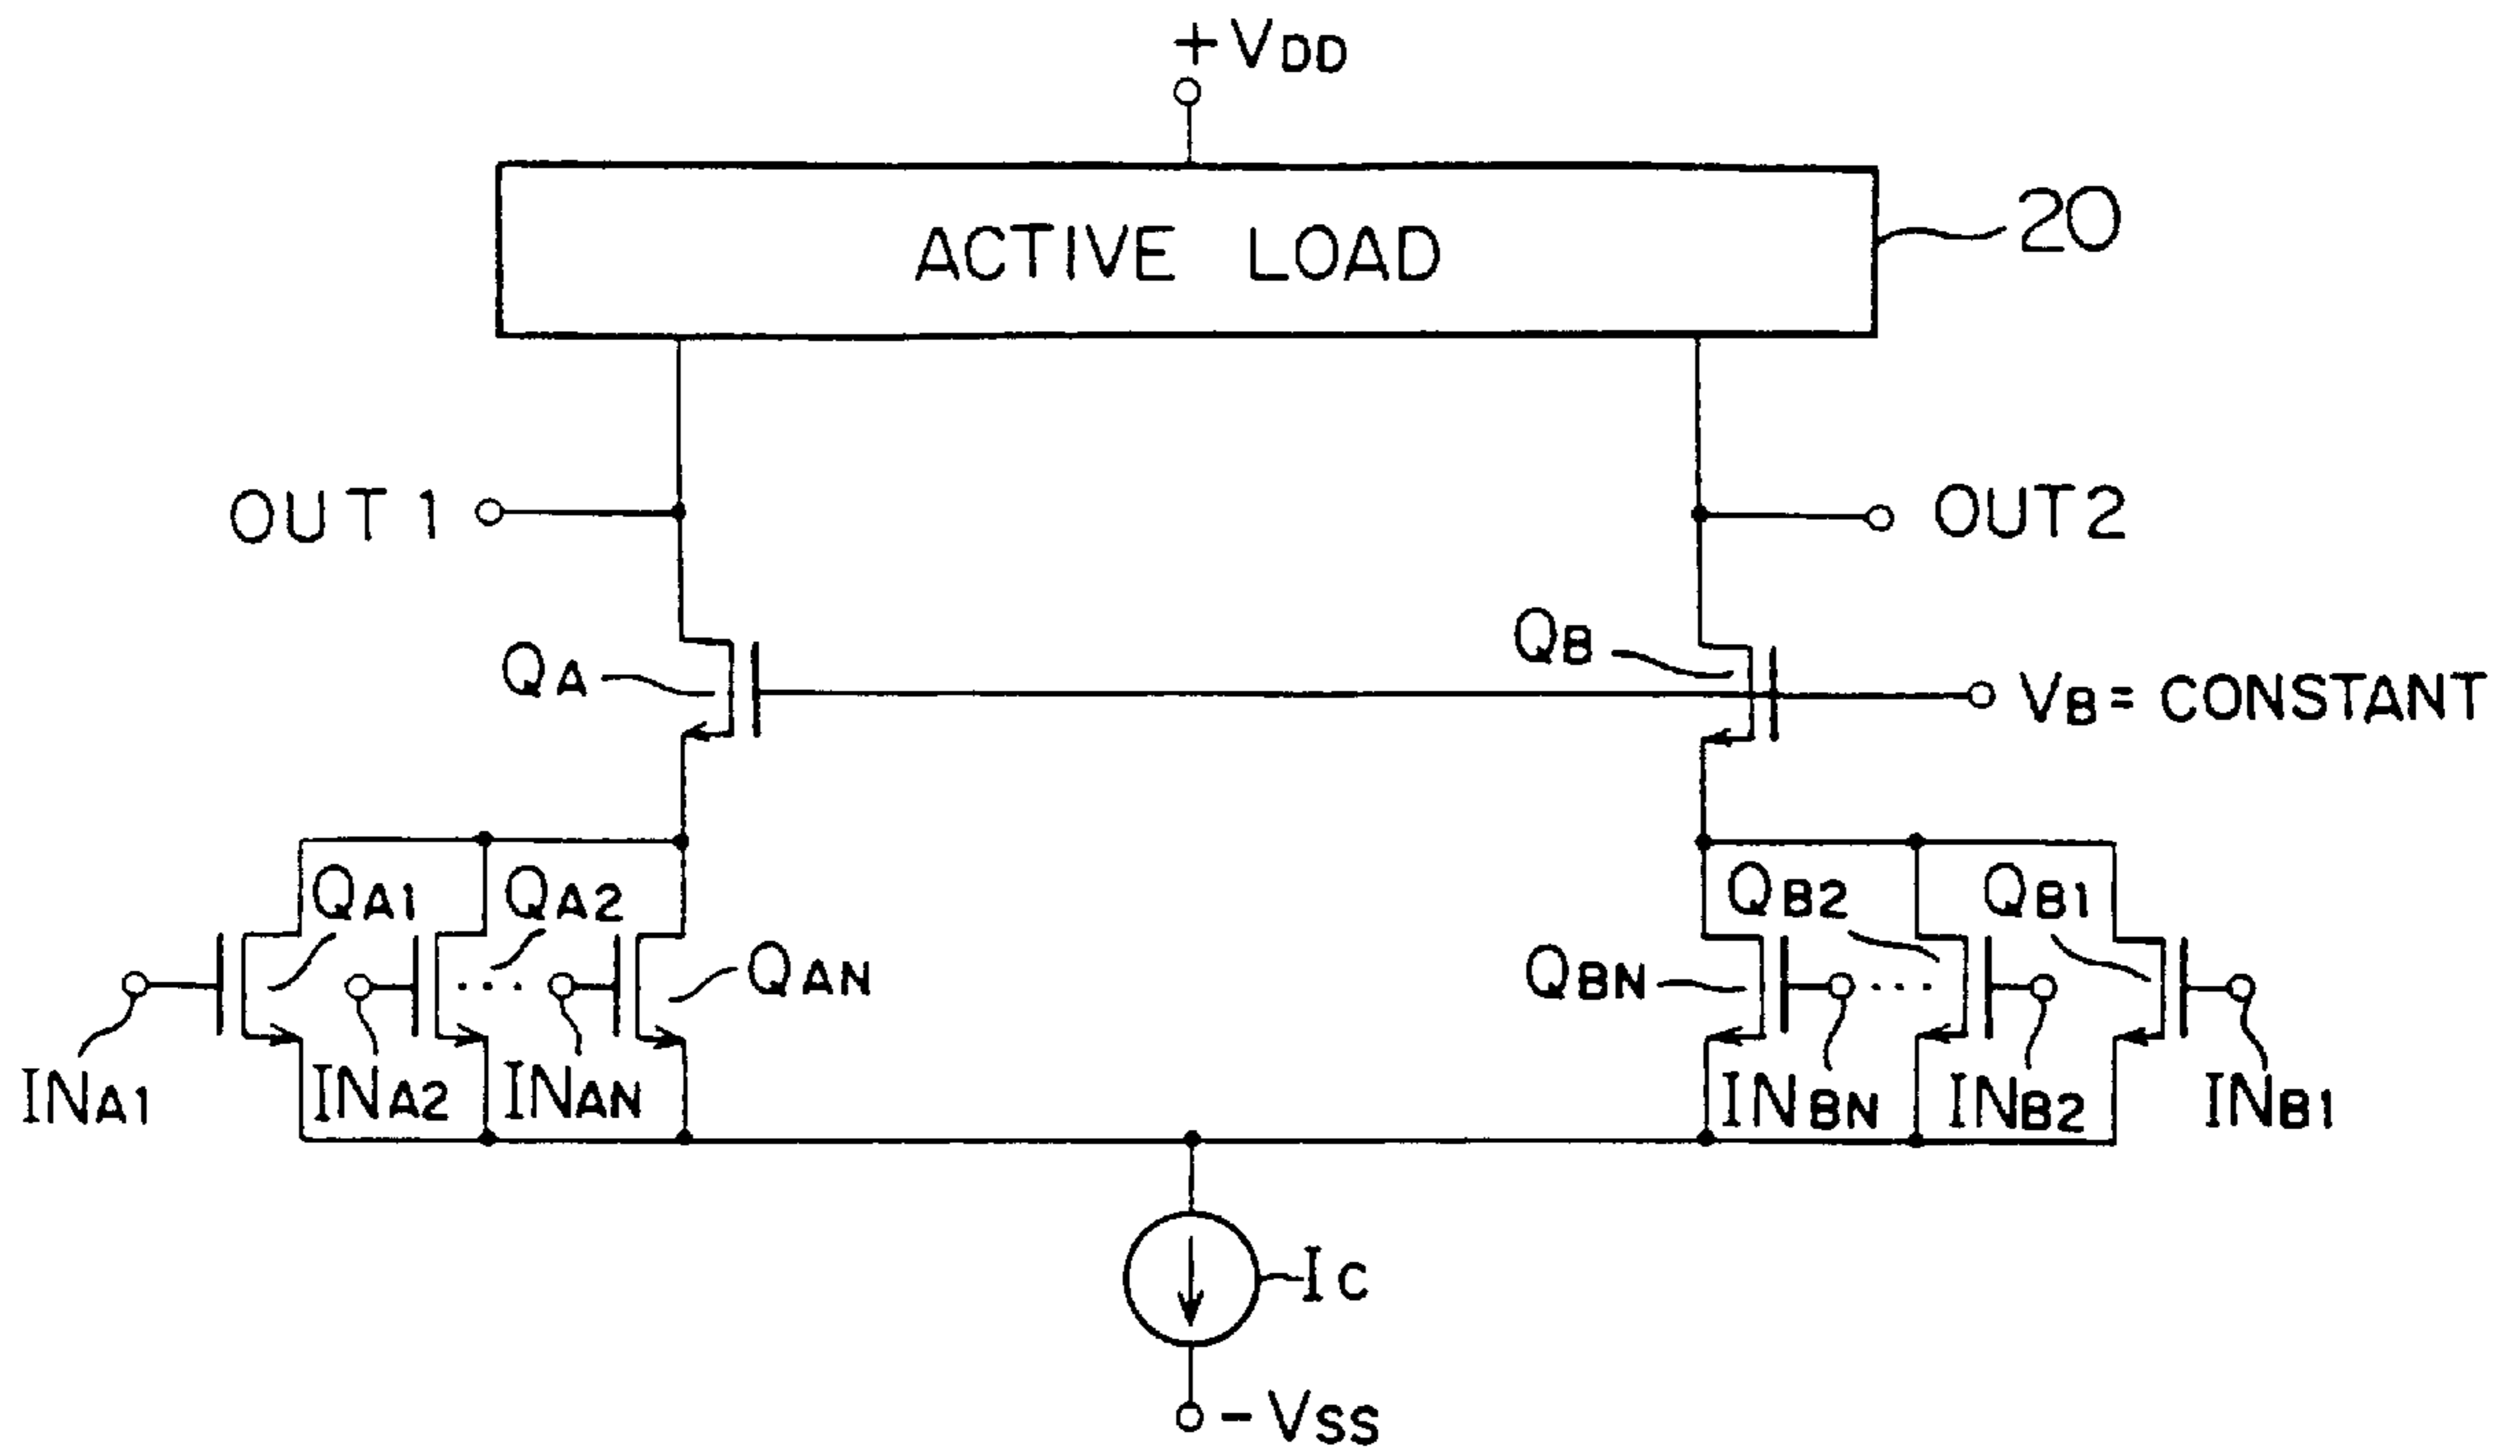 +VDD
ACTIVE LOAD
20
OUT 1
OUT2
QA
QB
VB= CONSTANT
QA1
QA2
QAN
QBN
QB2
QB1
...
...
INA1
INA2
INAN
INBN
INB2
INB1
IC
-VSS